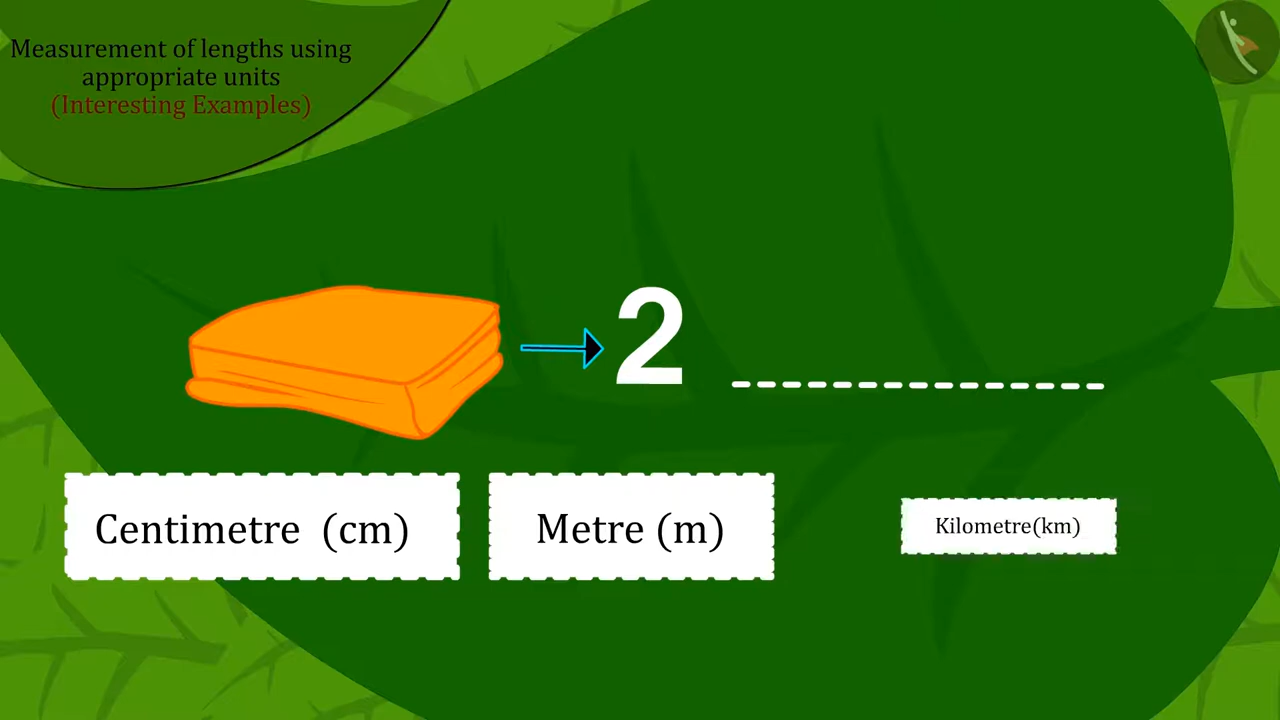 Measurement of lengths using
appropriate units
(Interesting Examples)
2
Centimetre (cm)
Metre (m)
Kilometre(km)